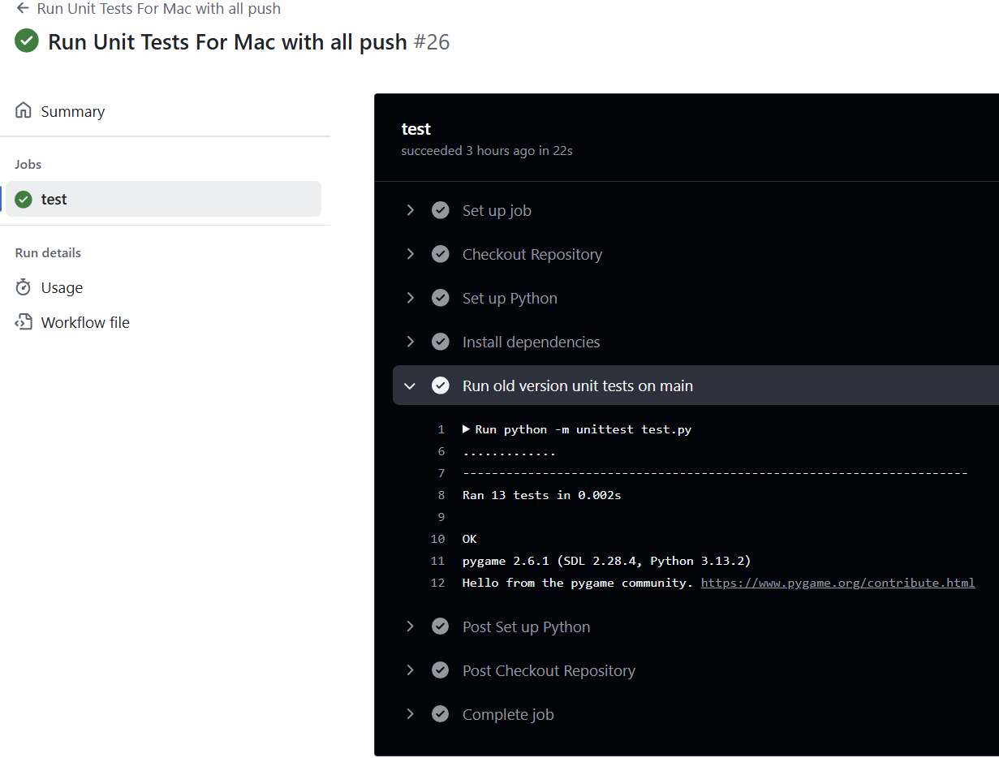 Run Unit Tests For Mac with all push
Run Unit Tests For Mac with all push #26
Summary
Jobs
test
Run details
Usage
Workflow file
test
succeeded 3 hours ago in 22s
Set up job
Checkout Repository
Set up Python
Install dependencies
Run old version unit tests on main
1 Run python -m unittest test.py
6 .............
7 ----------------------------------------------------------------------
8 Ran 13 tests in 0.002s
9
10 OK
11 pygame 2.6.1 (SDL 2.28.4, Python 3.13.2)
12 Hello from the pygame community. https://www.pygame.org/contribute.html
Post Set up Python
Post Checkout Repository
Complete job